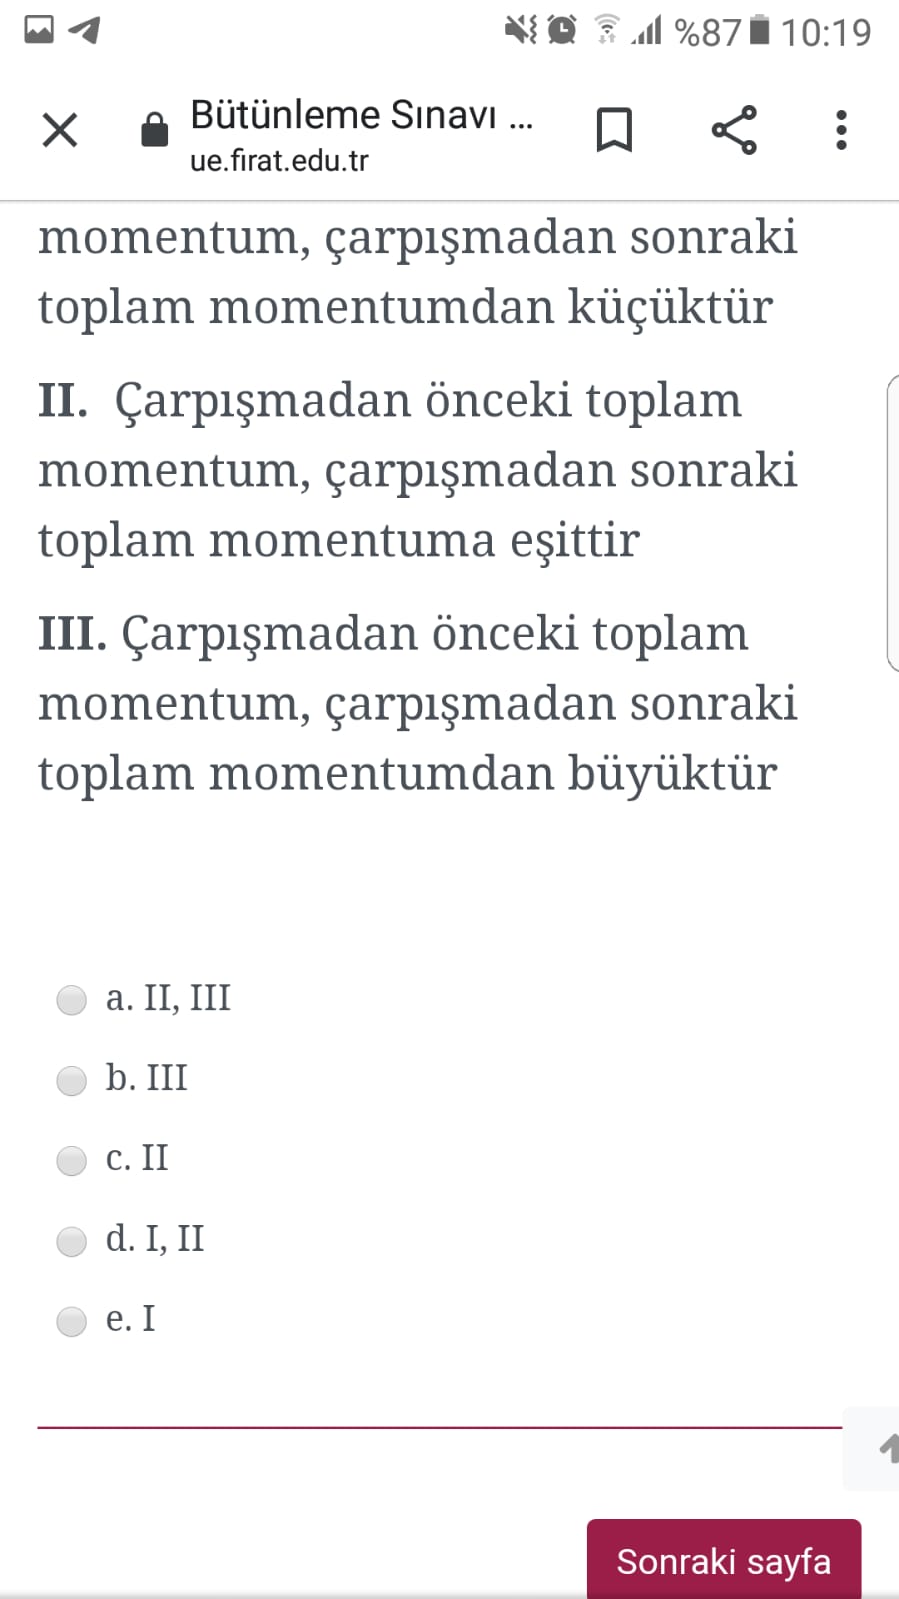 %87 10:19
Bütünleme Sınavı ...
ue.firat.edu.tr
momentum, çarpışmadan sonraki
toplam momentumdan küçüktür
II. Çarpışmadan önceki toplam
momentum, çarpışmadan sonraki
toplam momentuma eşittir
III. Çarpışmadan önceki toplam
momentum, çarpışmadan sonraki
toplam momentumdan büyüktür
a. II, III
b. III
c. II
d. I, II
e. I
Sonraki sayfa